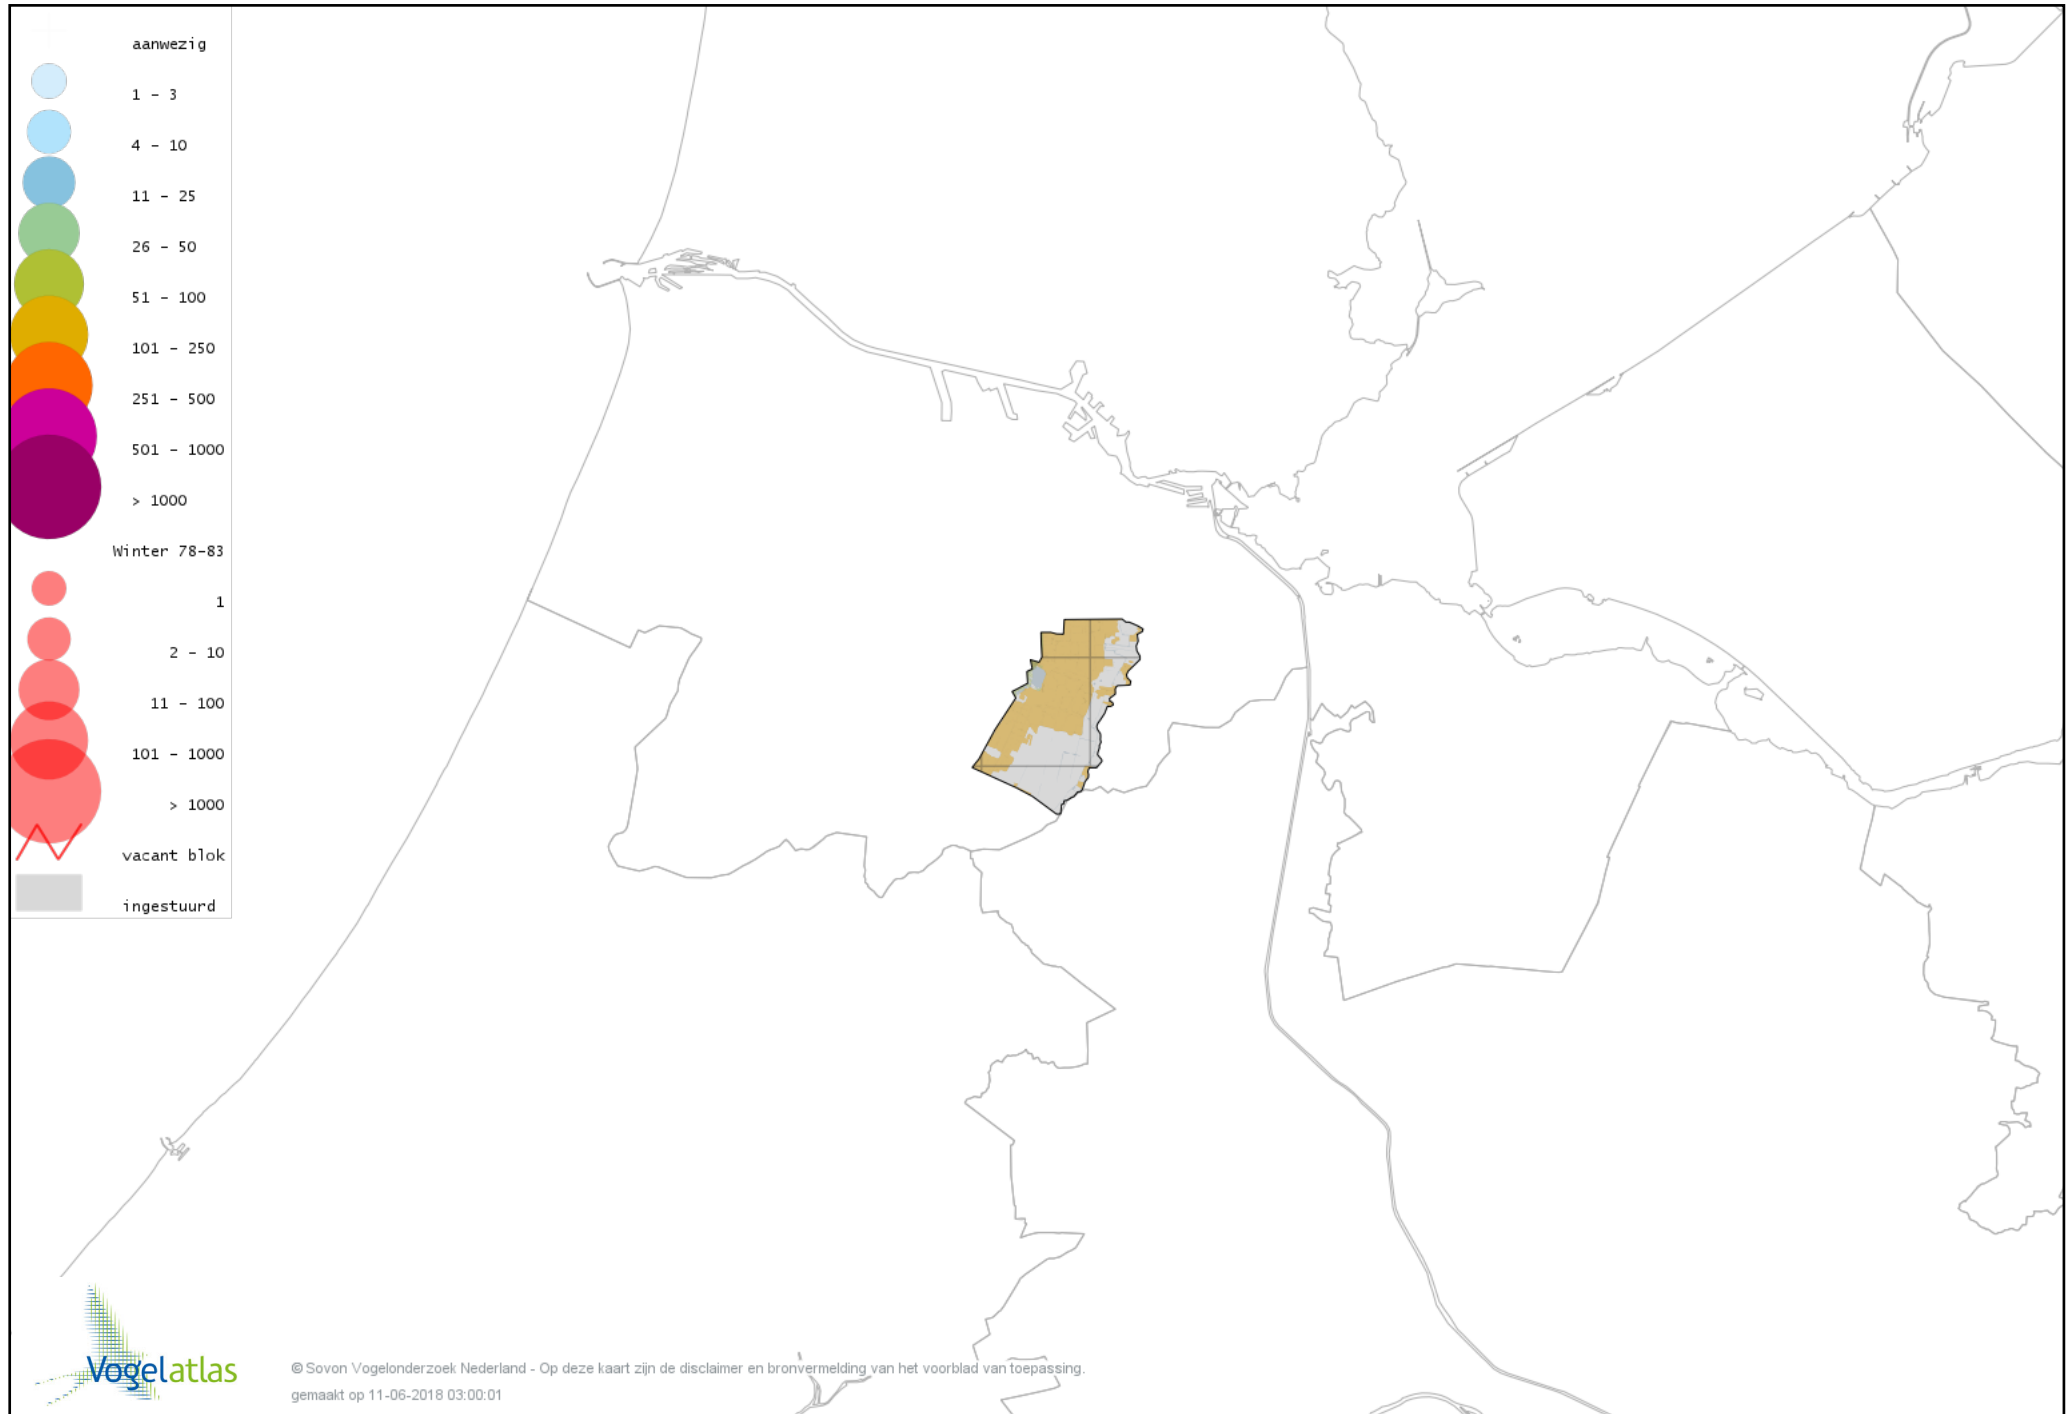 aanwezig
1 - 3
4 - 10
11 - 25
26 - 50
51 - 100
101 - 250
251 - 500
501 - 1000
> 1000
Winter 78-83
1
2 - 10
11 - 100
101 - 1000
> 1000
vacant blok
ingestuurd
Vogelatlas
© Sovon Vogelonderzoek Nederland - Op deze kaart zijn de disclaimer en bronvermelding van het voorblad van toepassing.
gemaakt op 11-06-2018 03:00:01